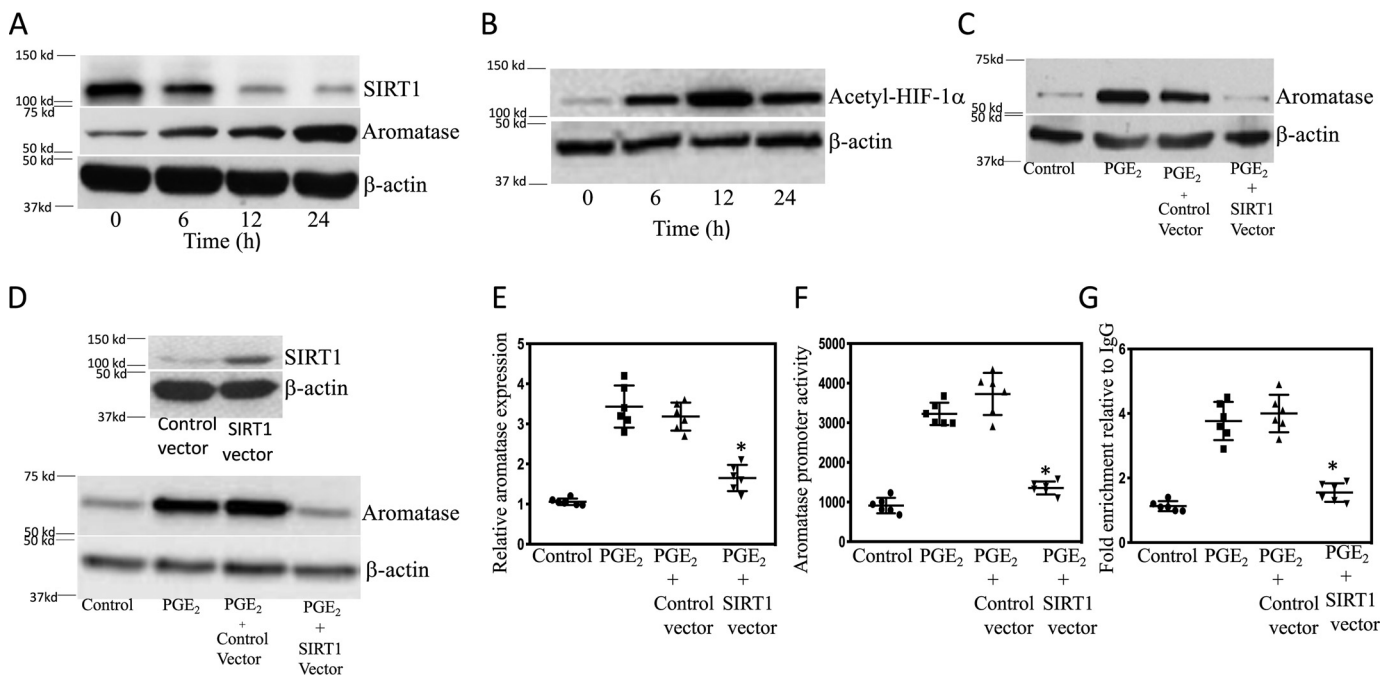 A
150 kd
SIRT1
100 kd
75 kd
Aromatase
50 kd
50 kd
β-actin
37kd
0 6 12 24
Time (h)
B
150 kd
Acetyl-HIF-1α
100 kd
50 kd
β-actin
37 kd
0 6 12 24
Time (h)
C
75kd
Aromatase
50 kd
50 kd
β-actin
37kd
Control PGE₂ PGE₂ PGE₂
+ +
Control SIRT1
Vector Vector
D
150 kd
SIRT1
100 kd
50 kd
β-actin
37kd
Control SIRT1
vector vector
75 kd
Aromatase
50 kd
50 kd
β-actin
37kd
Control PGE₂ PGE₂ PGE₂
+ +
Control SIRT1
Vector Vector
E
Relative aromatase expression
5
4
3
2
1
0
*
Control PGE₂ PGE₂ PGE₂
+ +
Control SIRT1
vector vector
F
Aromatase promoter activity
5000
4000
3000
2000
1000
0
*
Control PGE₂ PGE₂ PGE₂
+ +
Control SIRT1
vector vector
G
Fold enrichment relative to IgG
6
4
2
0
*
Control PGE₂ PGE₂ PGE₂
+ +
Control SIRT1
vector vector